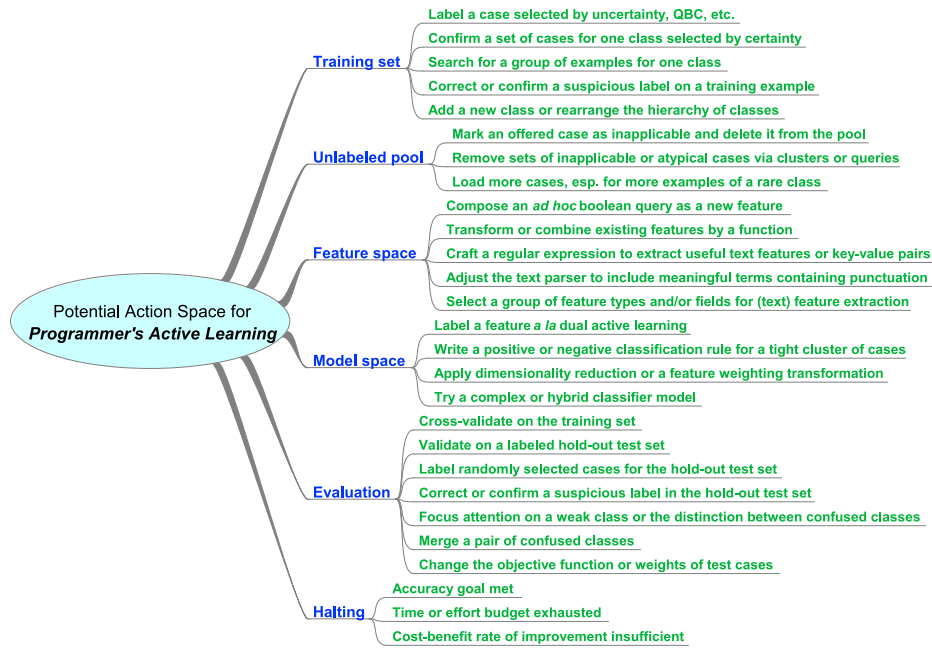 Potential Action Space for
Programmer's Active Learning
Training set
Label a case selected by uncertainty, QBC, etc.
Confirm a set of cases for one class selected by certainty
Search for a group of examples for one class
Correct or confirm a suspicious label on a training example
Add a new class or rearrange the hierarchy of classes
Unlabeled pool
Mark an offered case as inapplicable and delete it from the pool
Remove sets of inapplicable or atypical cases via clusters or queries
Load more cases, esp. for more examples of a rare class
Feature space
Compose an ad hoc boolean query as a new feature
Transform or combine existing features by a function
Craft a regular expression to extract useful text features or key-value pairs
Adjust the text parser to include meaningful terms containing punctuation
Select a group of feature types and/or fields for (text) feature extraction
Model space
Label a feature a la dual active learning
Write a positive or negative classification rule for a tight cluster of cases
Apply dimensionality reduction or a feature weighting transformation
Try a complex or hybrid classifier model
Evaluation
Cross-validate on the training set
Validate on a labeled hold-out test set
Label randomly selected cases for the hold-out test set
Correct or confirm a suspicious label in the hold-out test set
Focus attention on a weak class or the distinction between confused classes
Merge a pair of confused classes
Change the objective function or weights of test cases
Halting
Accuracy goal met
Time or effort budget exhausted
Cost-benefit rate of improvement insufficient